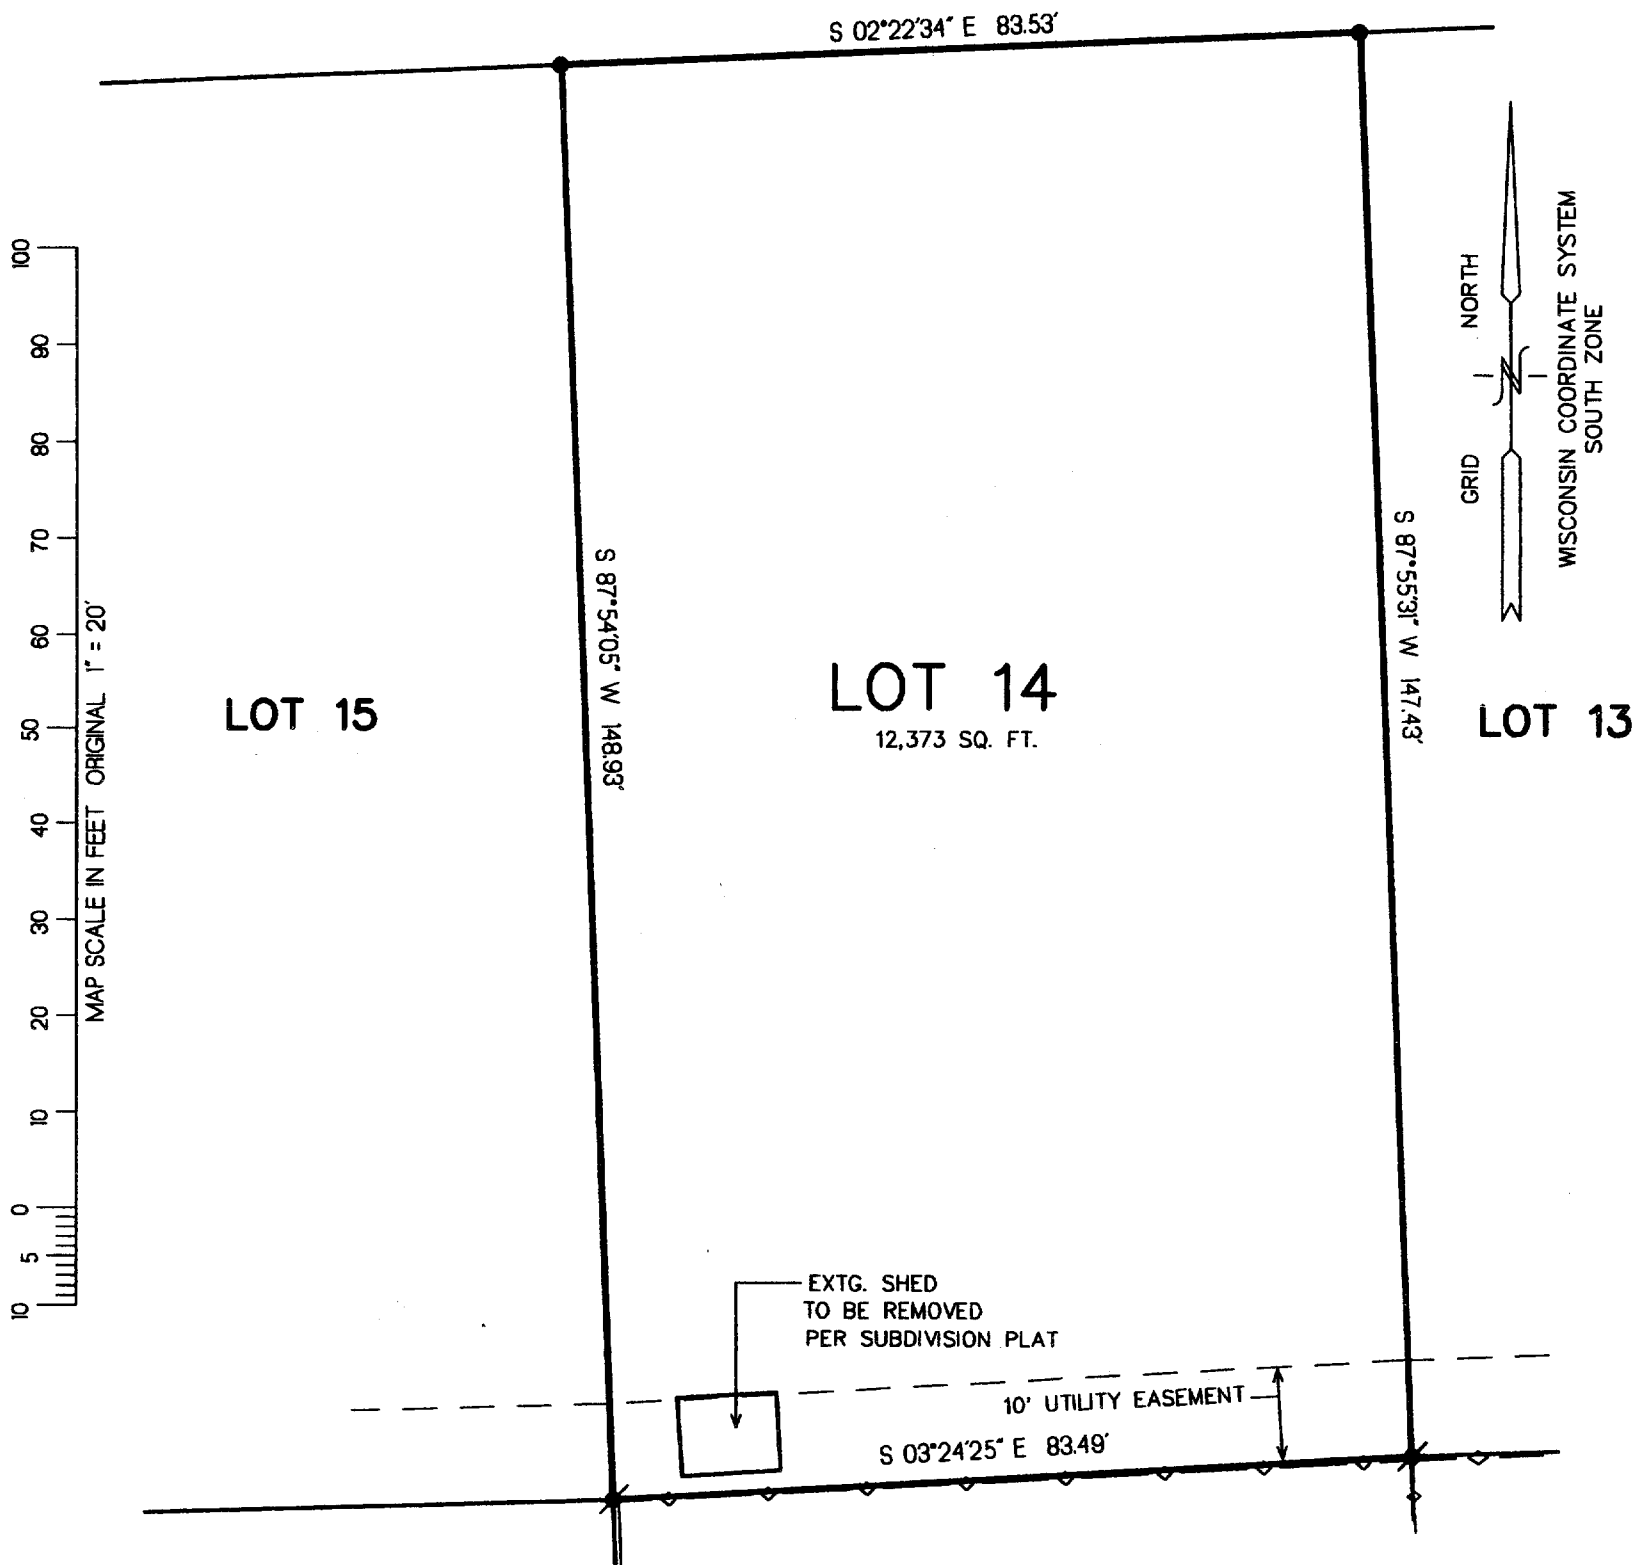 S 02°22'34" E 83.53'
100
90
80
70
60
50
40
30
20
10
0
5
10
MAP SCALE IN FEET ORIGINAL 1" = 20'
LOT 15
S 87°54'05" W 148.93'
LOT 14
12,373 SQ. FT.
S 87°55'31" W 147.43'
GRID NORTH
N
WISCONSIN COORDINATE SYSTEM
SOUTH ZONE
LOT 13
EXTG. SHED
TO BE REMOVED
PER SUBDIVISION PLAT
10' UTILITY EASEMENT
S 03°24'25" E 83.49'